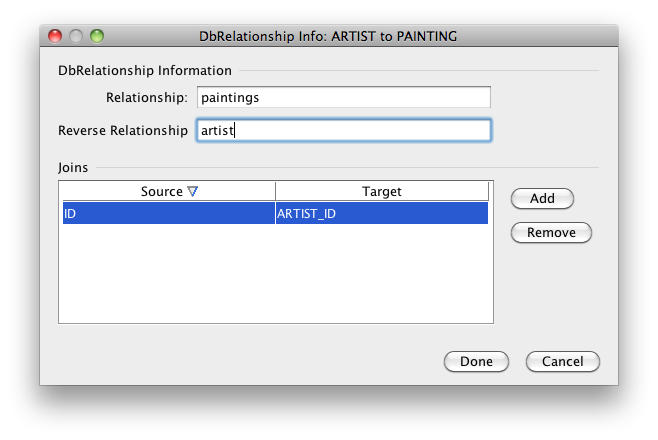 DbRelationship Info: ARTIST to PAINTING
DbRelationship Information
Relationship: paintings
Reverse Relationship artist
Joins
Source Target
ID ARTIST_ID
Add
Remove
Done Cancel